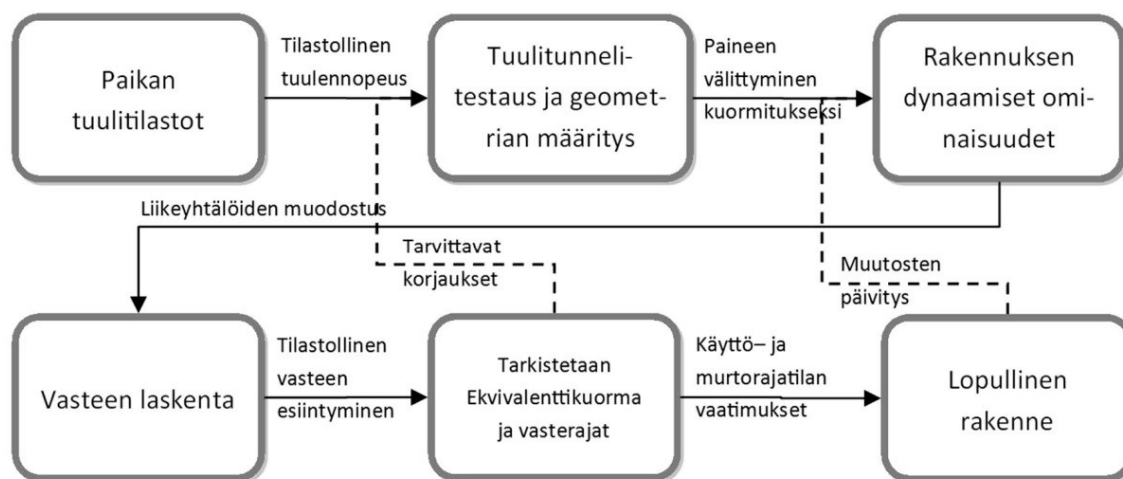 Paikan
tuulitilastot
Tilastollinen
tuulennopeus
Tuulitunneli-
testaus ja geomet-
rian määritys
Paineen
välittyminen
kuormitukseksi
Rakennuksen
dynaamiset omi-
naisuudet
Liikeyhtälöiden muodostus
Tarvittavat
korjaukset
Muutosten
päivitys
Vasteen laskenta
Tilastollinen
vasteen
esiintyminen
Tarkistetaan
Ekvivalenttikuorma
ja vasterajat
Käyttö– ja
murtorajatilan
vaatimukset
Lopullinen
rakenne